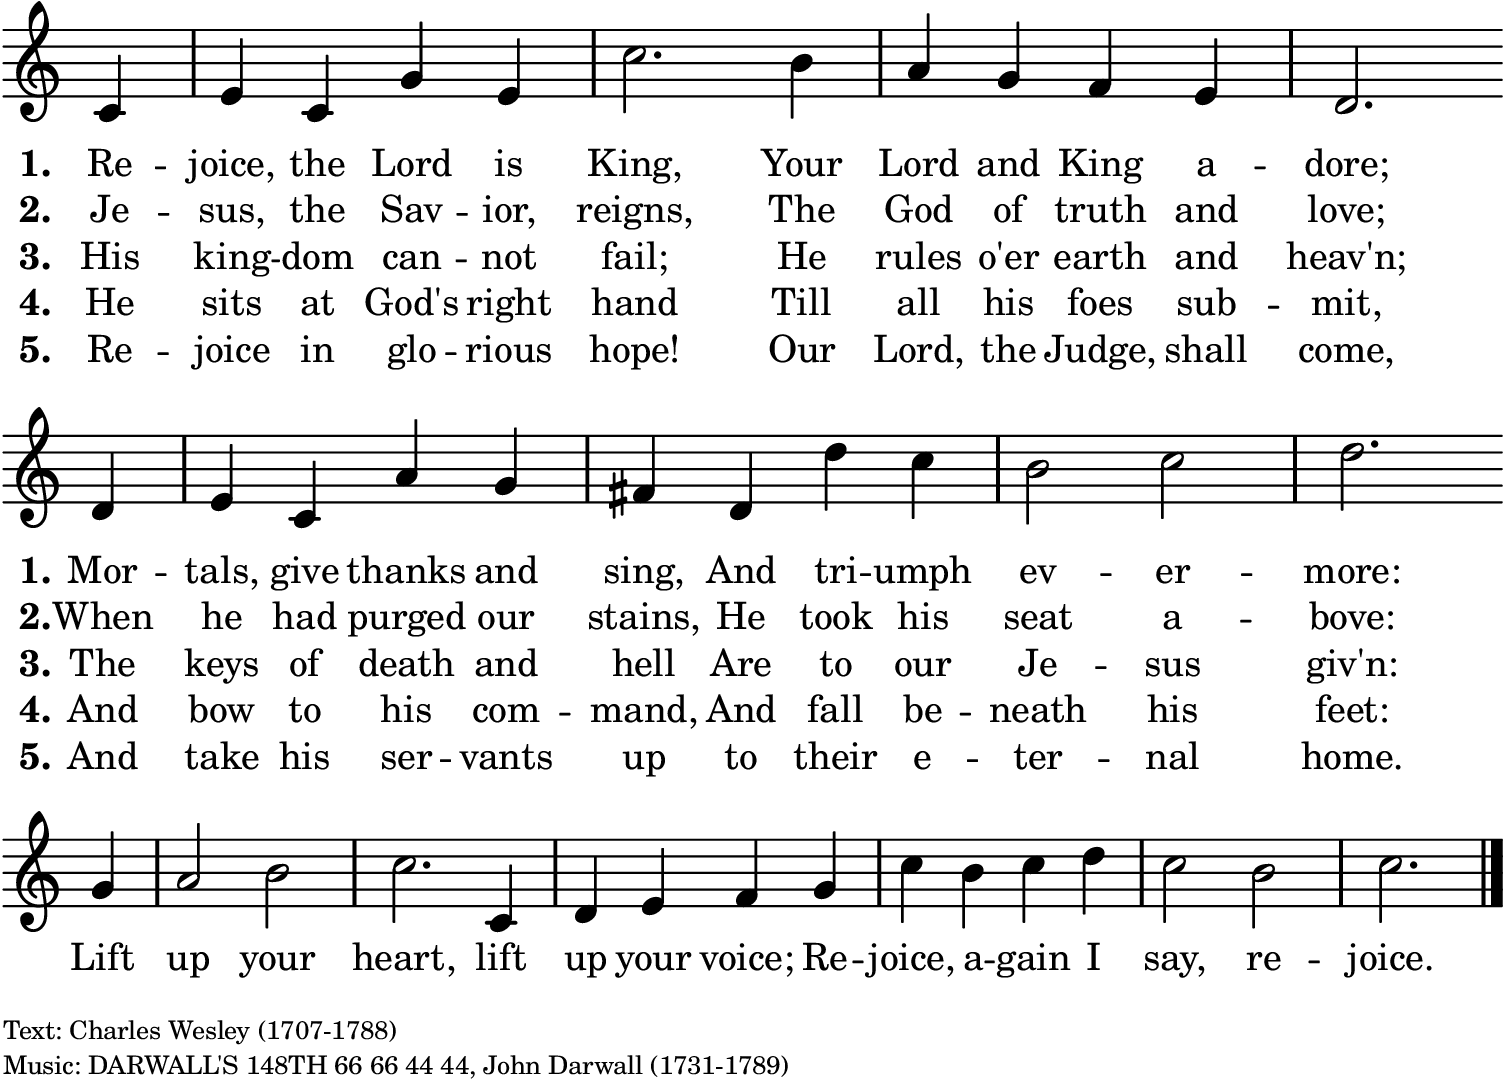 1. Re -- joice, the Lord is King, Your Lord and King a -- dore;
2. Je -- sus, the Sav -- ior, reigns, The God of truth and love;
3. His king -- dom can -- not fail; He rules o'er earth and heav'n;
4. He sits at God's right hand Till all his foes sub -- mit,
5. Re -- joice in glo -- rious hope! Our Lord, the Judge, shall come,
1. Mor -- tals, give thanks and sing, And tri -- umph ev -- er -- more:
2. When he had purged our stains, He took his seat a -- bove:
3. The keys of death and hell Are to our Je -- sus giv'n:
4. And bow to his com -- mand, And fall be -- neath his feet:
5. And take his ser -- vants up to their e -- ter -- nal home.
Lift up your heart, lift up your voice; Re -- joice, a -- gain I say, re -- joice.
Text: Charles Wesley (1707-1788)
Music: DARWALL'S 148TH 66 66 44 44, John Darwall (1731-1789)